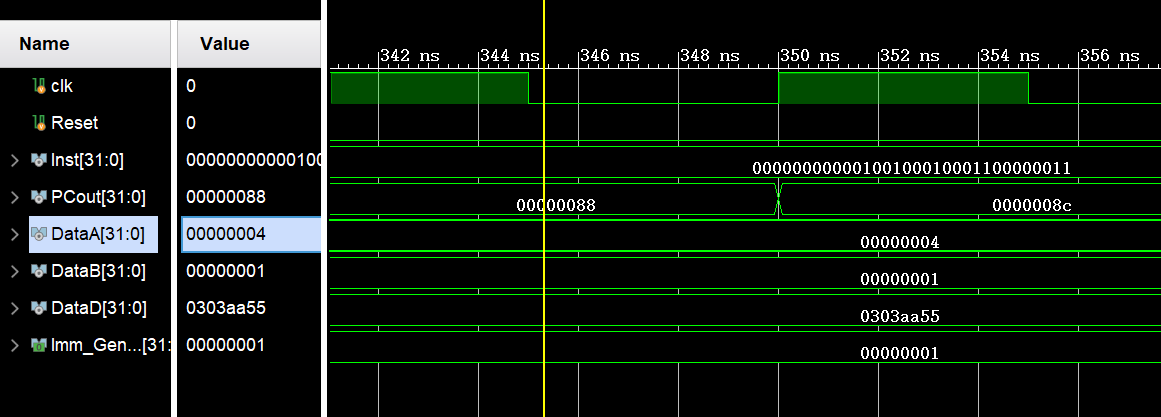 Name Value
342 ns 344 ns 346 ns 348 ns 350 ns 352 ns 354 ns 356 ns
clk 0
Reset 0
Inst[31:0] 00000000000100 00000000000100100010001100000011
PCout[31:0] 00000088 00000088 0000008c
DataA[31:0] 00000004 00000004
DataB[31:0] 00000001 00000001
DataD[31:0] 0303aa55 0303aa55
Imm_Gen...[31: 00000001 00000001